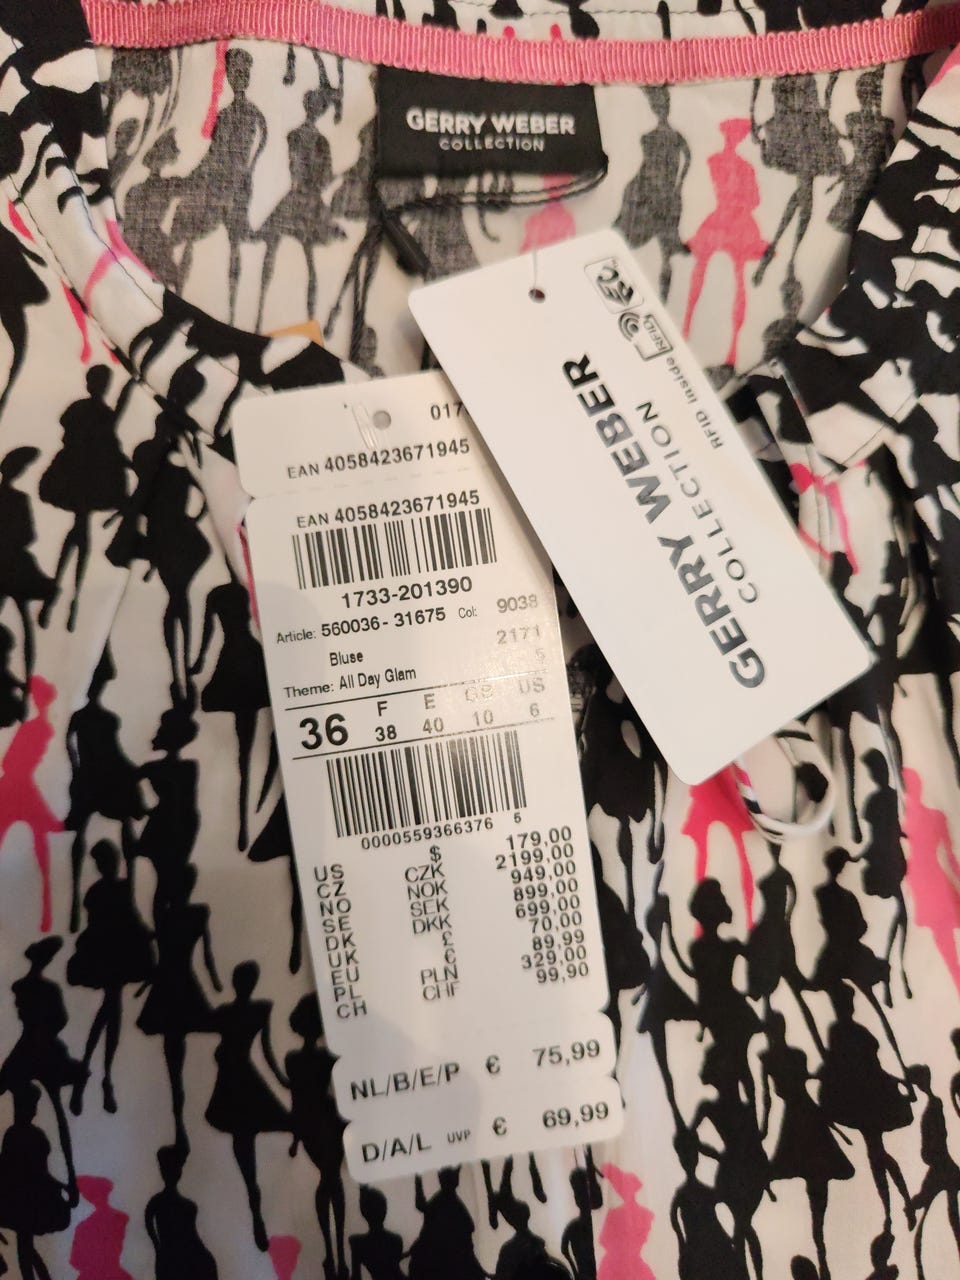 GERRY WEBER
COLLECTION
RFID
RFID Inside
GERRY WEBER
COLLECTION
017
EAN 4058423671945
EAN 4058423671945
1733-201390
Article: 560036-31675 Col: 9038
Bluse 2171
Theme: All Day Glam 5
36 F E GB US
38 40 10 6
0000559366376 5
US $ 179,00
CZ CZK 2199,00
NO NOK 949,00
SE SEK 899,00
DK DKK 699,00
UK £ 70,00
EU € 89,99
PL PLN 329,00
CH CHF 99,90
NL/B/E/P € 75,99
D/A/L UVP € 69,99